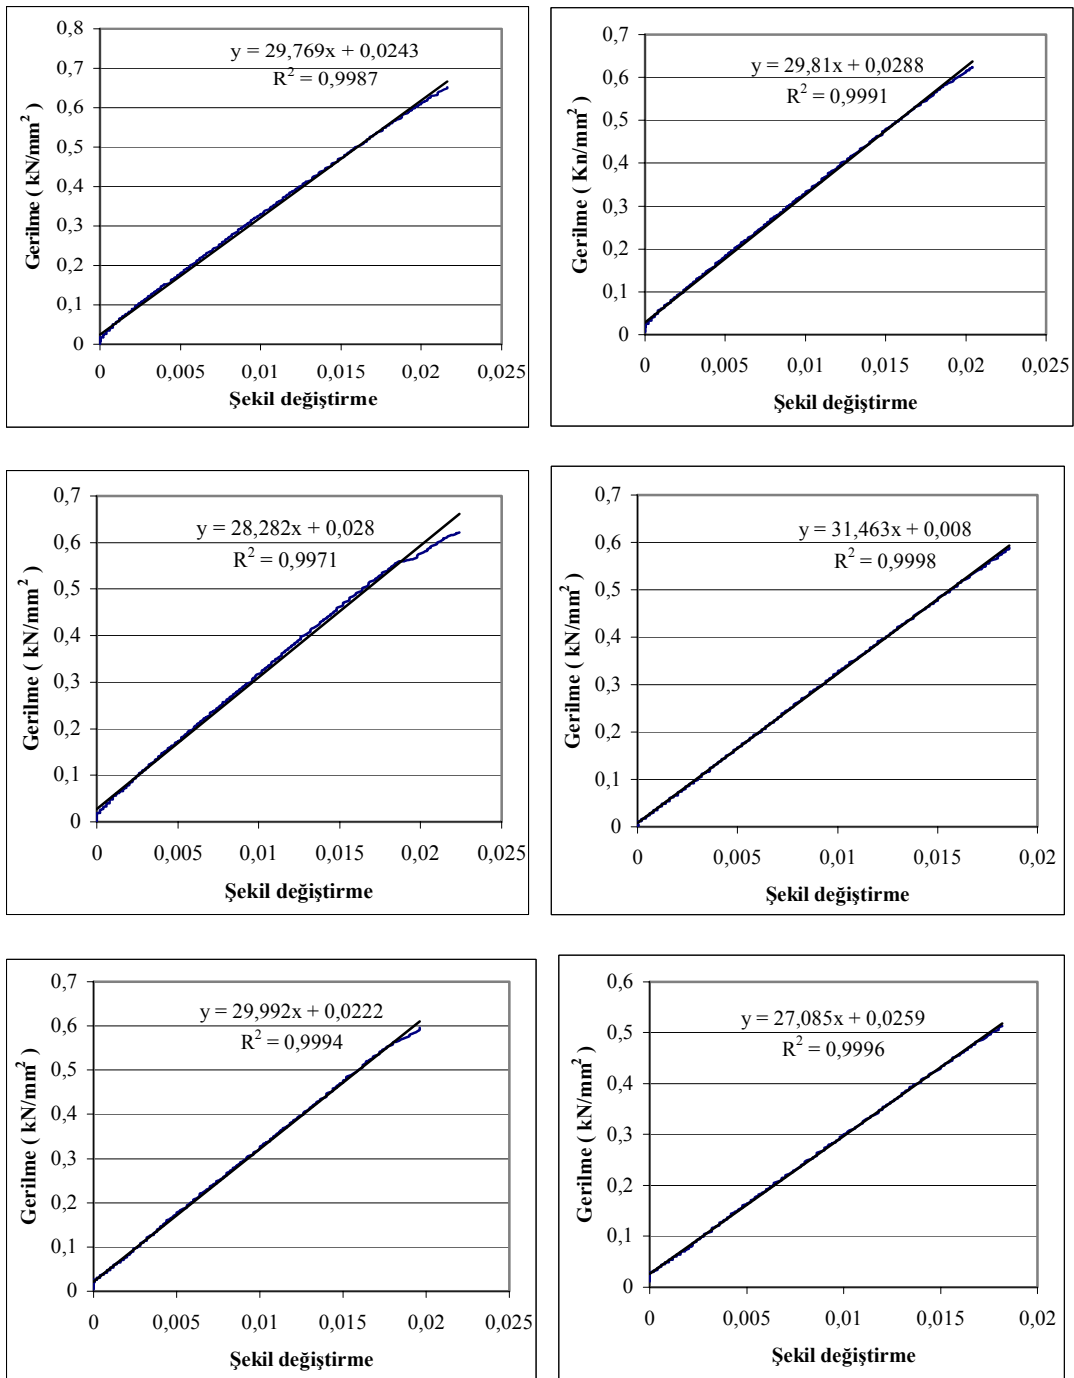 y = 29,769x + 0,0243
R² = 0,9987
0,8
0,7
0,6
0,5
0,4
0,3
0,2
0,1
0
Gerilme ( kN/mm² )
0 0,005 0,01 0,015 0,02 0,025
Şekil değiştirme
y = 29,81x + 0,0288
R² = 0,9991
0,7
0,6
0,5
0,4
0,3
0,2
0,1
0
Gerilme ( Kn/mm² )
0 0,005 0,01 0,015 0,02 0,025
Şekil değiştirme
y = 28,282x + 0,028
R² = 0,9971
0,7
0,6
0,5
0,4
0,3
0,2
0,1
0
Gerilme ( kN/mm² )
0 0,005 0,01 0,015 0,02 0,025
Şekil değiştirme
y = 31,463x + 0,008
R² = 0,9998
0,7
0,6
0,5
0,4
0,3
0,2
0,1
0
Gerilme ( kN/mm² )
0 0,005 0,01 0,015 0,02
Şekil değiştirme
y = 29,992x + 0,0222
R² = 0,9994
0,7
0,6
0,5
0,4
0,3
0,2
0,1
0
Gerilme ( kN/mm² )
0 0,005 0,01 0,015 0,02 0,025
Şekil değiştirme
y = 27,085x + 0,0259
R² = 0,9996
0,6
0,5
0,4
0,3
0,2
0,1
0
Gerilme ( kN/mm² )
0 0,005 0,01 0,015 0,02
Şekil değiştirme